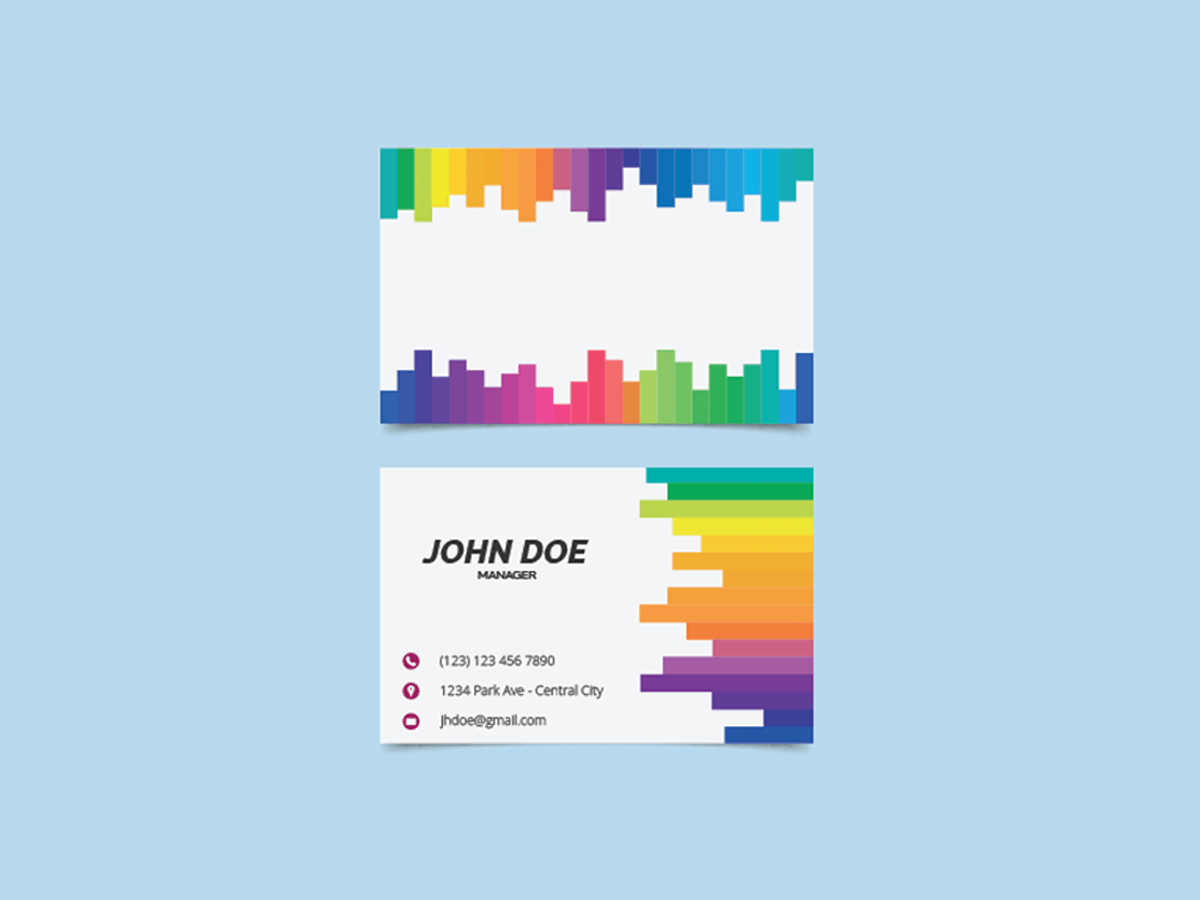 JOHN DOE
MANAGER
(123) 123 456 7890
1234 Park Ave - Central City
jhdoe@gmail.com